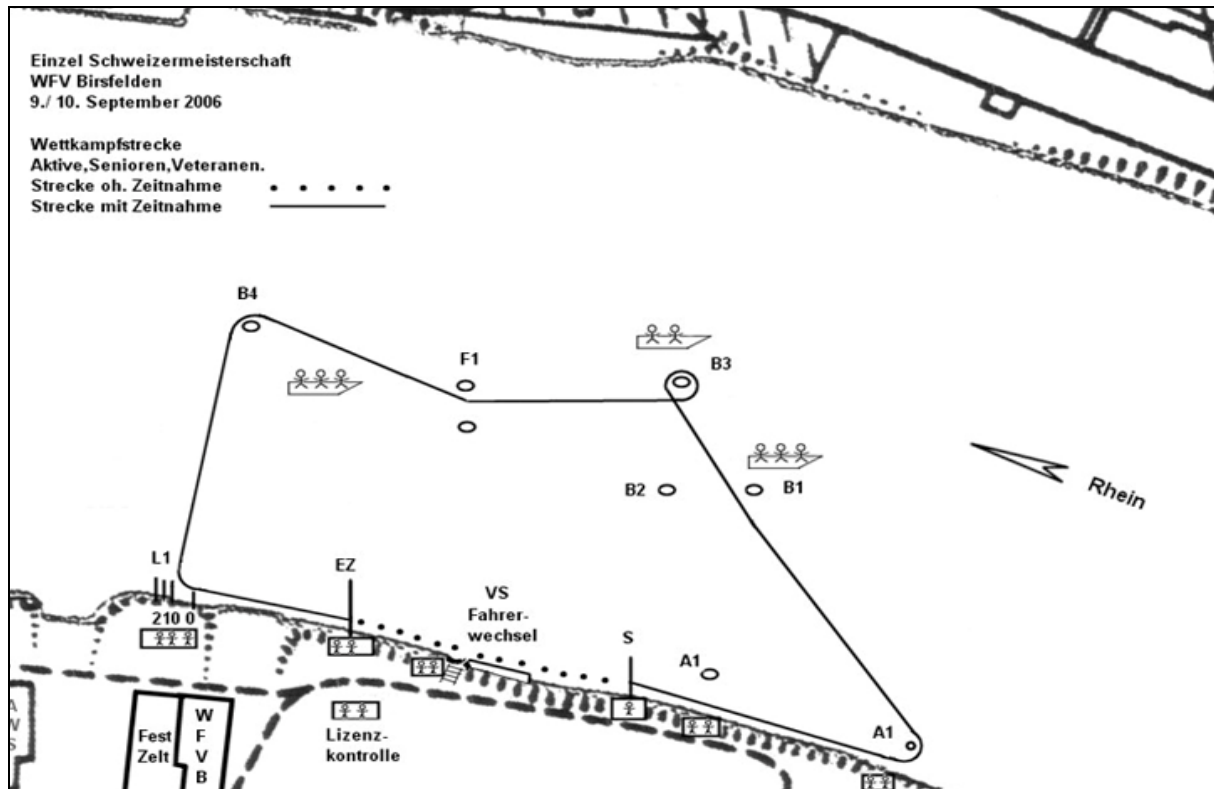 Einzel Schweizermeisterschaft
WFV Birsfelden
9./ 10. September 2006
Wettkampfstrecke
Aktive,Senioren,Veteranen.
Strecke oh. Zeitnahme
Strecke mit Zeitnahme
B4
F1
B3
B2
B1
Rhein
L1
210 0
EZ
VS
Fahrer-
wechsel
S
A1
A1
Lizenz-
kontrolle
Fest
Zelt
W
F
V
B